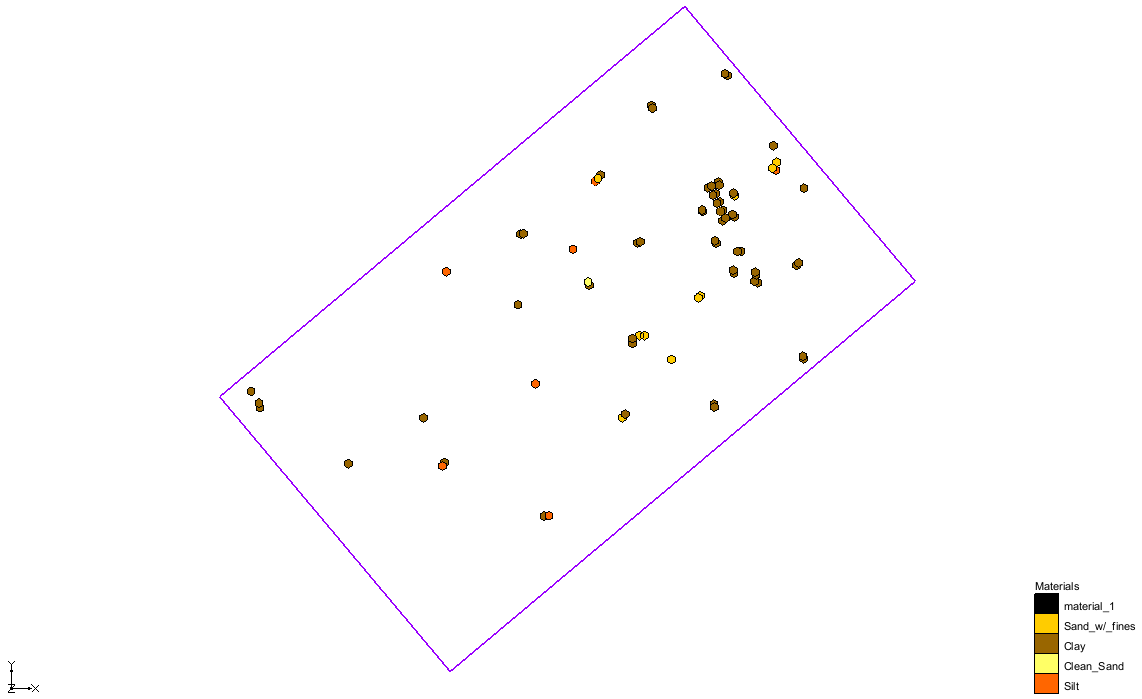 Materials
material_1
Sand_w/_fines
Clay
Clean_Sand
Silt
Y
Z X